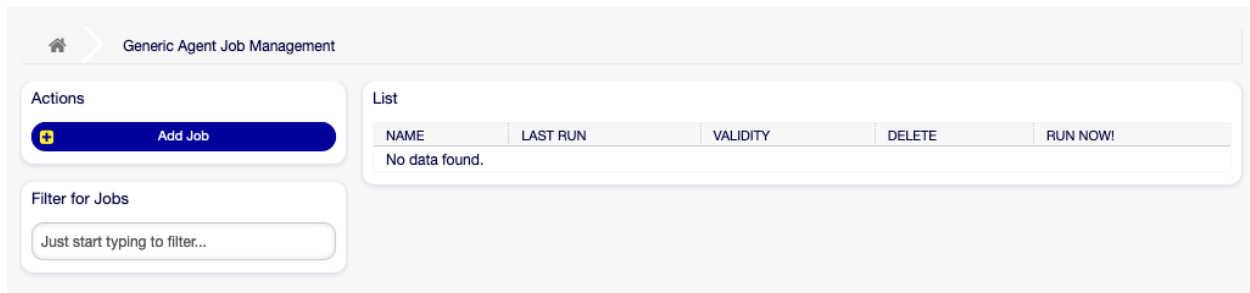 Generic Agent Job Management
Actions
Add Job
Filter for Jobs
Just start typing to filter...
List
NAME LAST RUN VALIDITY DELETE RUN NOW!
No data found.